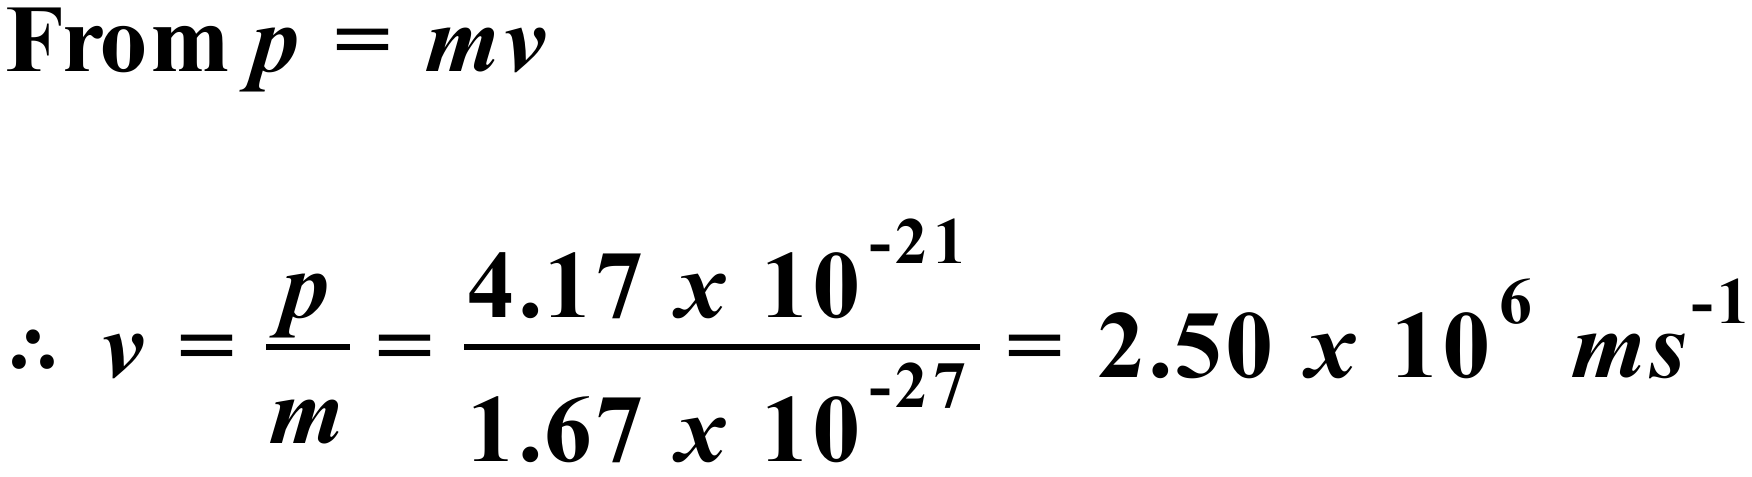 From p = mv
∴ v = p/m = 4.17 x 10^-21 / 1.67 x 10^-27 = 2.50 x 10^6 ms^-1